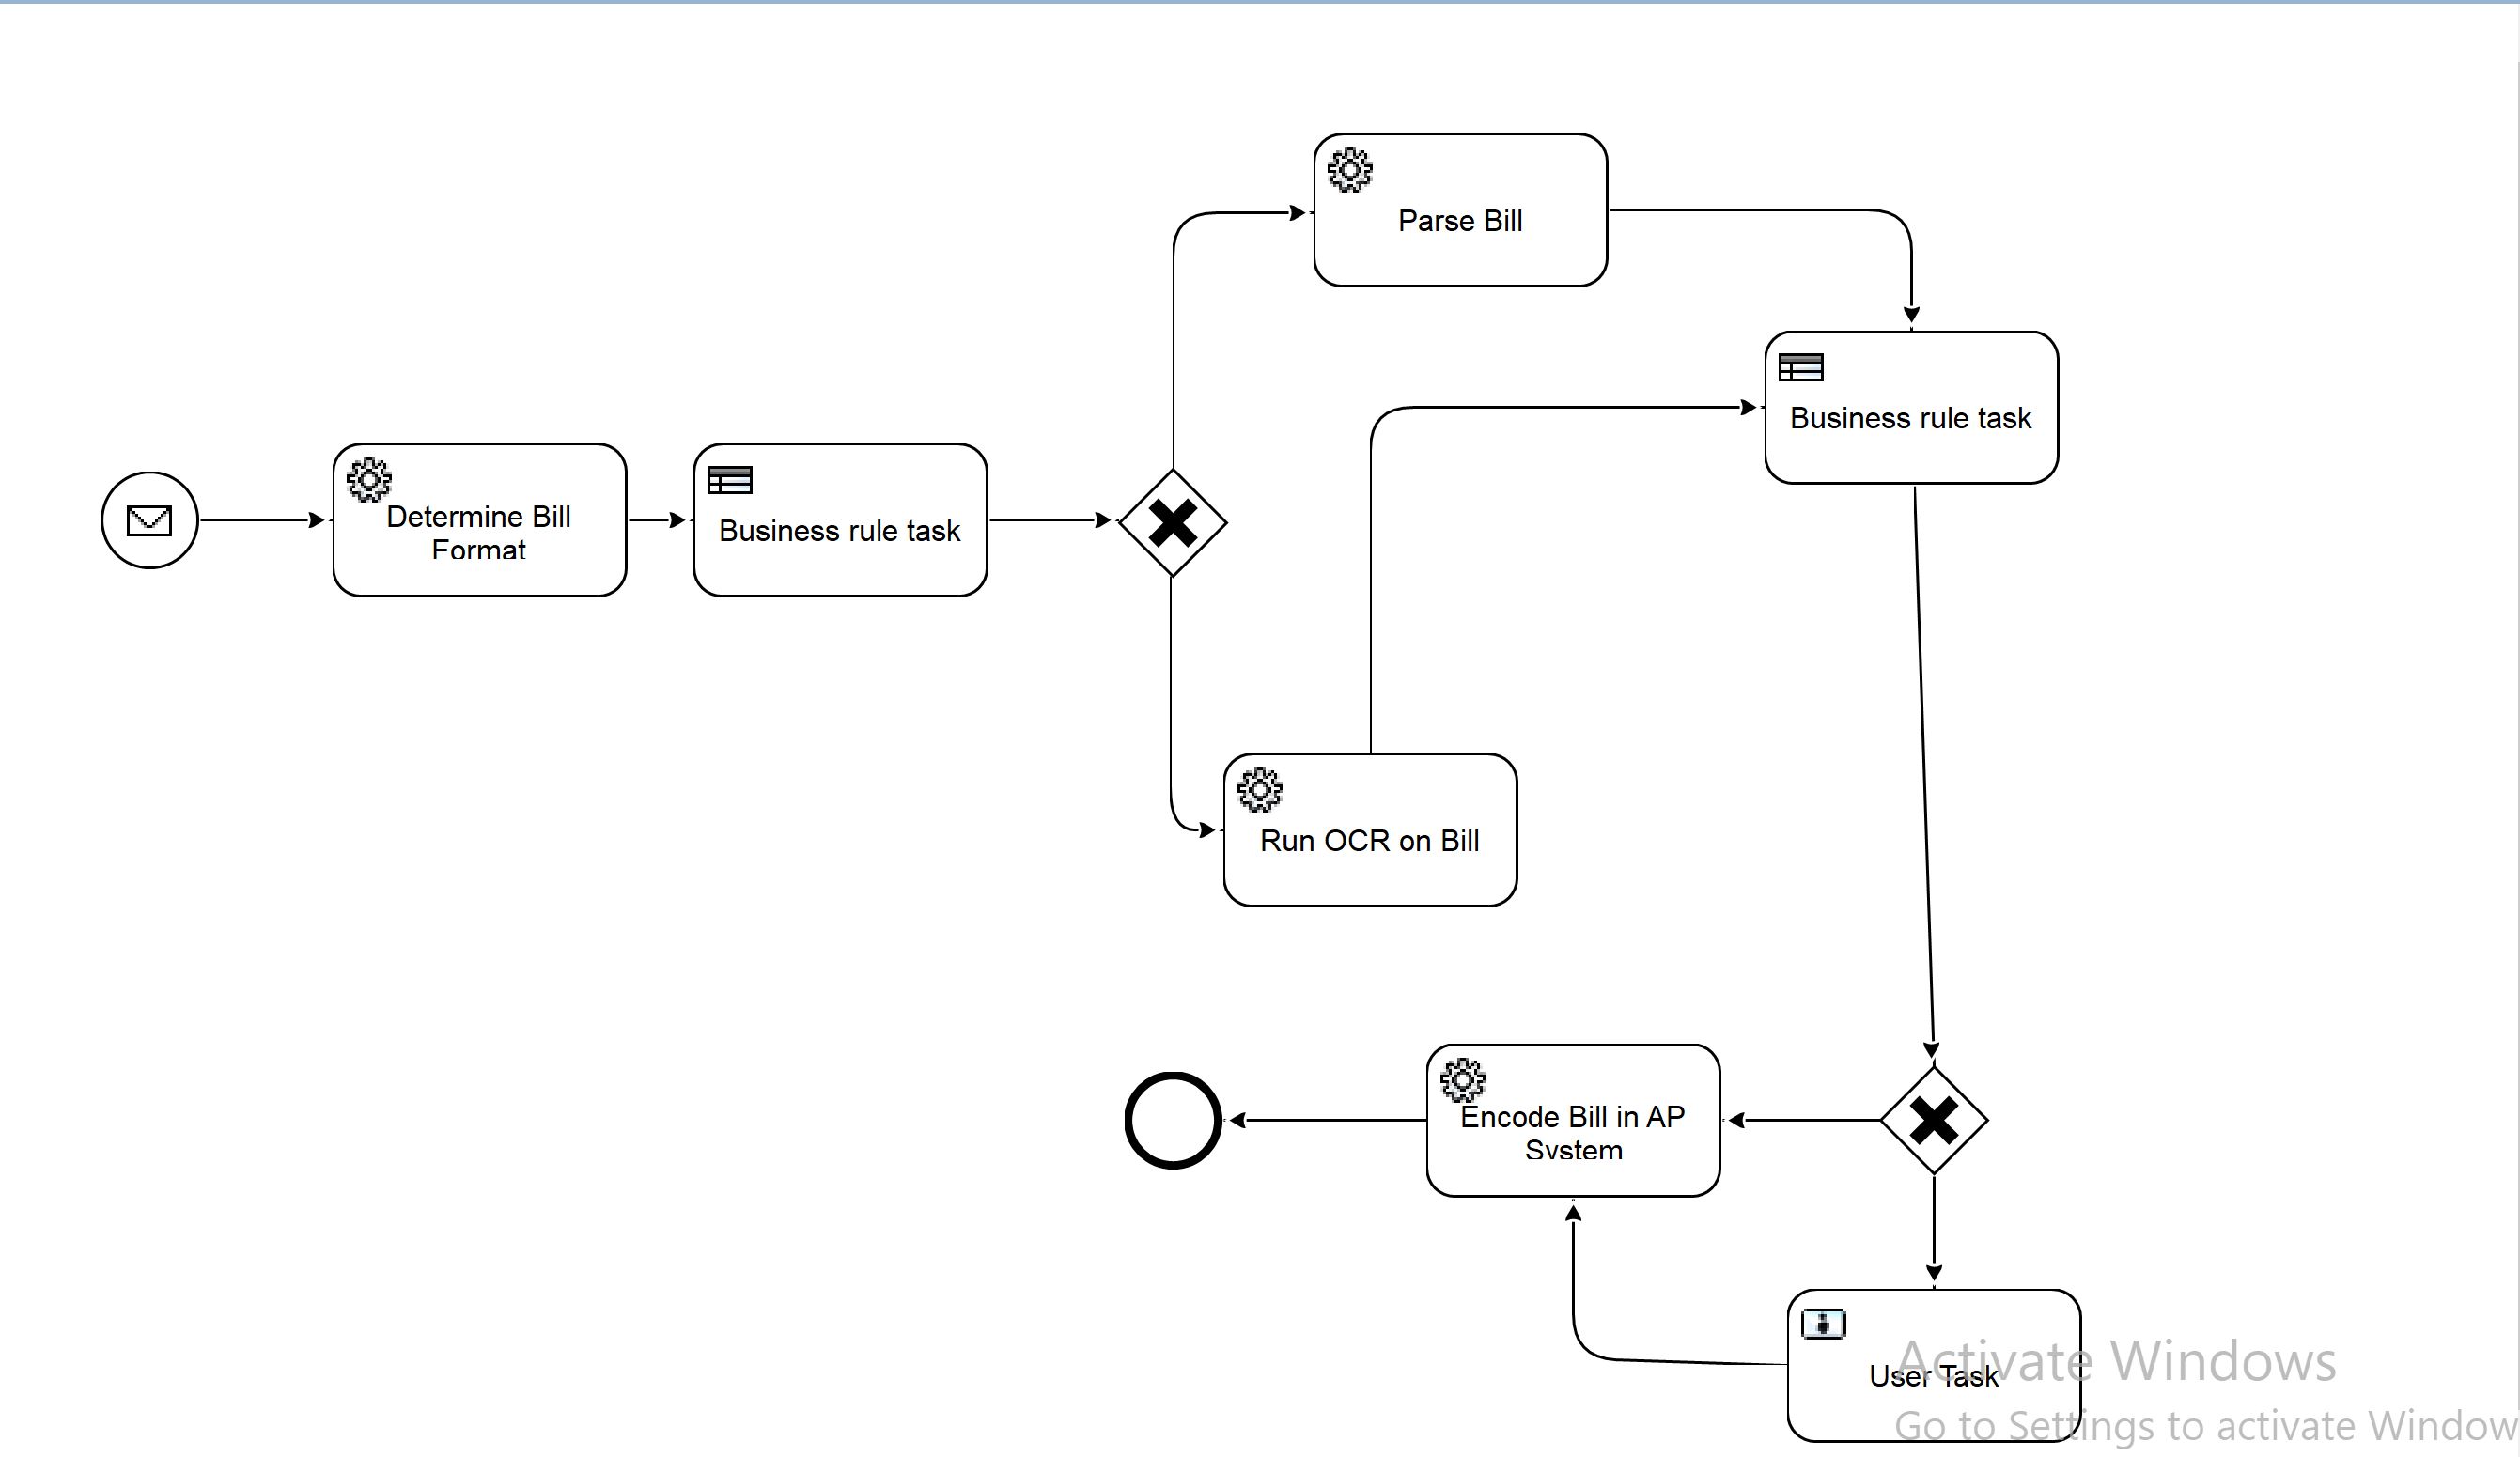 Parse Bill
Business rule task
Determine Bill
Format
Business rule task
Run OCR on Bill
Encode Bill in AP
System
User Task
Activate Windows
Go to Settings to activate Window